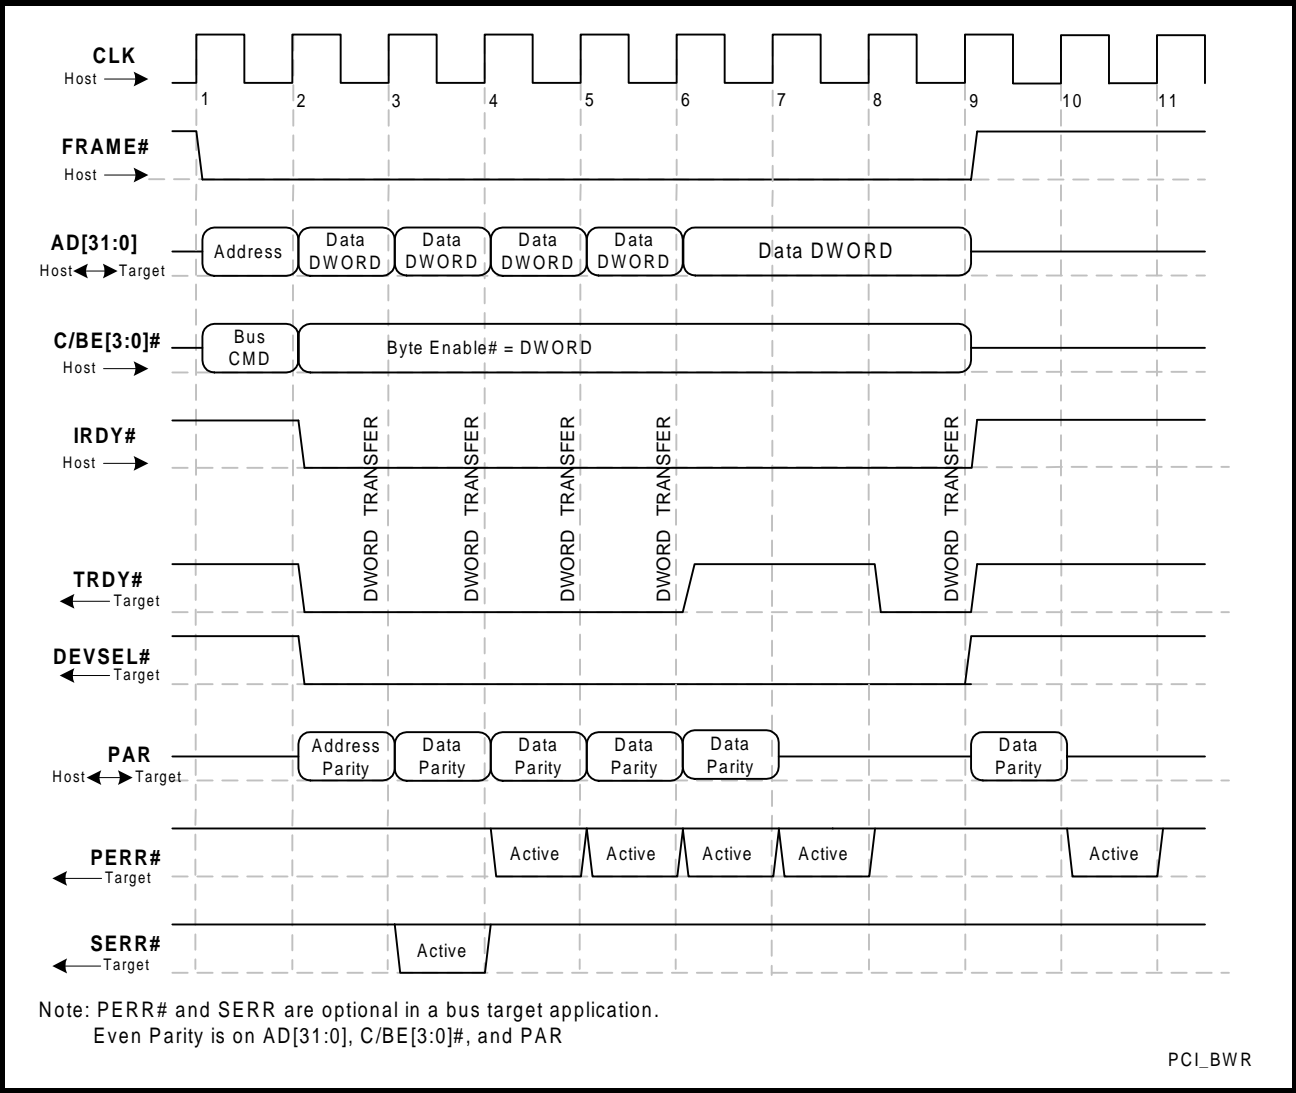 CLK
Host
1 2 3 4 5 6 7 8 9 10 11
FRAME#
Host
AD[31:0]
Host Target
Address
Data
DWORD
Data
DWORD
Data
DWORD
Data
DWORD
Data DWORD
C/BE[3:0]#
Host
Bus
CMD
Byte Enable# = DWORD
IRDY#
Host
DWORD TRANSFER
DWORD TRANSFER
DWORD TRANSFER
DWORD TRANSFER
DWORD TRANSFER
TRDY#
Target
DEVSEL#
Target
PAR
Host Target
Address
Parity
Data
Parity
Data
Parity
Data
Parity
Data
Parity
Data
Parity
PERR#
Target
Active
Active
Active
Active
Active
SERR#
Target
Active
Note: PERR# and SERR are optional in a bus target application.
Even Parity is on AD[31:0], C/BE[3:0]#, and PAR
PCI_BWR